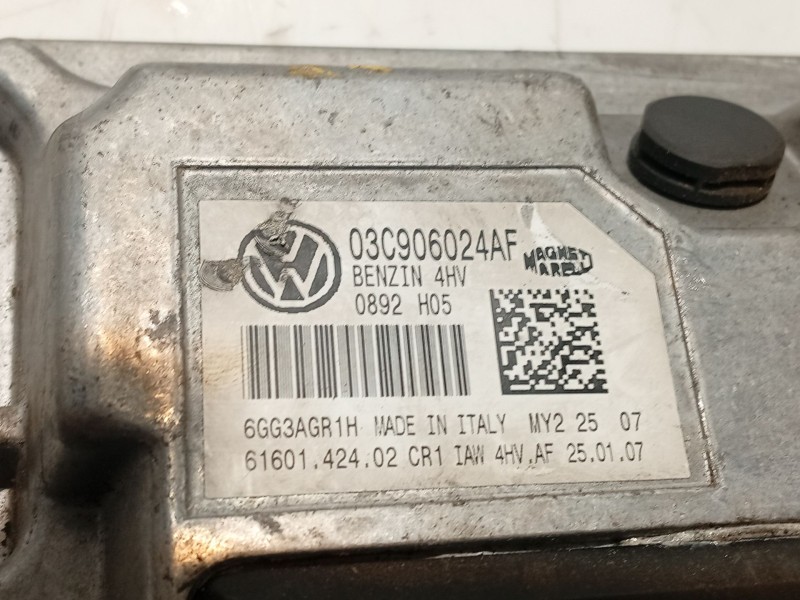 03C906024AF
MAGNETI
MARELLI
BENZIN 4HV
0892 H05
6GG3AGR1H MADE IN ITALY MY2 25 07
61601.424.02 CR1 IAW 4HV.AF 25.01.07